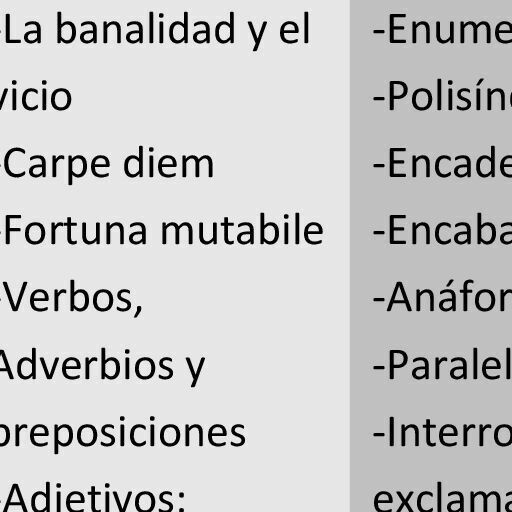 -La banalidad y el
vicio
-Carpe diem
-Fortuna mutabile
-Verbos,
Adverbios y
preposiciones
-Adjetivos:
-Enume
-Polisín
-Encade
-Encaba
-Anáfor
-Paralel
-Interro
exclama